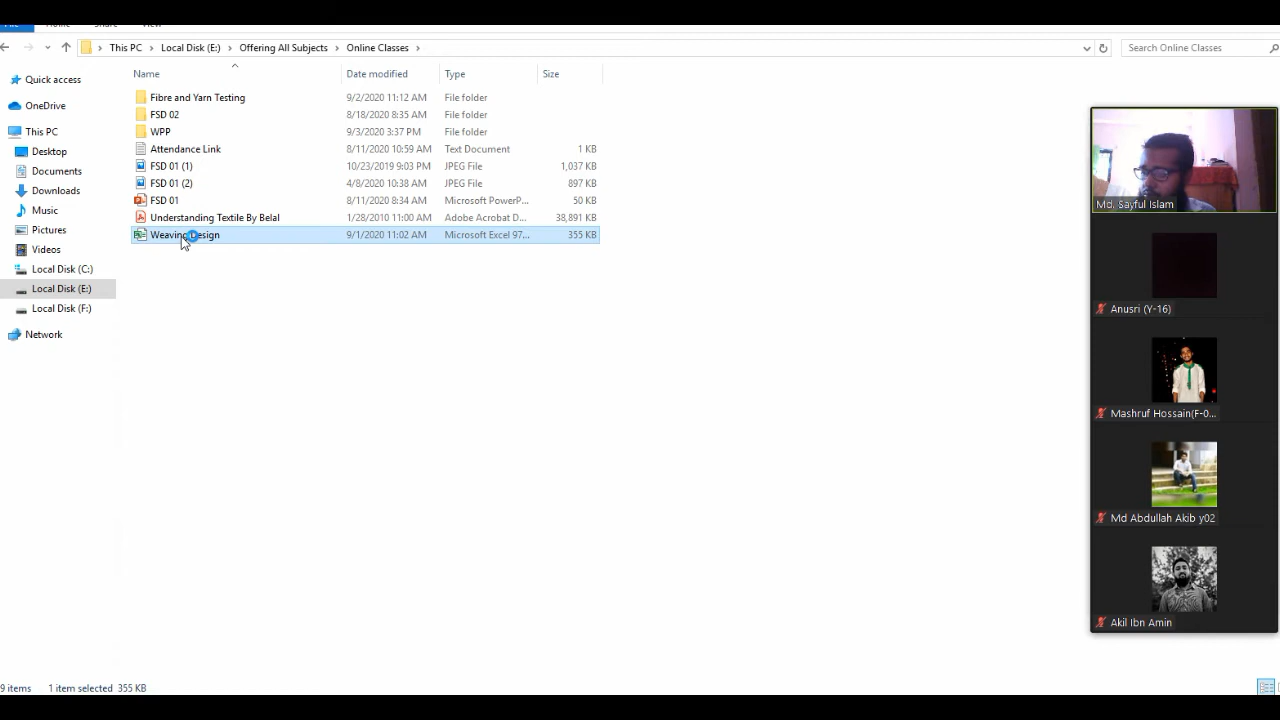 This PC > Local Disk (E:) > Offering All Subjects > Online Classes >
Search Online Classes
Name Date modified Type Size
Quick access
OneDrive
This PC
Desktop
Documents
Downloads
Music
Pictures
Videos
Local Disk (C:)
Local Disk (E:)
Local Disk (F:)
Network
Fibre and Yarn Testing 9/2/2020 11:12 AM File folder
FSD 02 8/18/2020 8:35 AM File folder
WPP 9/3/2020 3:37 PM File folder
Attendance Link 8/11/2020 10:59 AM Text Document 1 KB
FSD 01 (1) 10/23/2019 9:03 PM JPEG File 1,037 KB
FSD 01 (2) 4/8/2020 10:38 AM JPEG File 897 KB
FSD 01 8/11/2020 8:34 AM Microsoft PowerP... 50 KB
Understanding Textile By Belal 1/28/2010 11:00 AM Adobe Acrobat D... 38,891 KB
Weaving Design 9/1/2020 11:02 AM Microsoft Excel 97... 355 KB
Md. Sayful Islam
Anusri (Y-16)
Mashruf Hossain(F-0...
Md Abdullah Akib y02
Akil Ibn Amin
9 items 1 item selected 355 KB